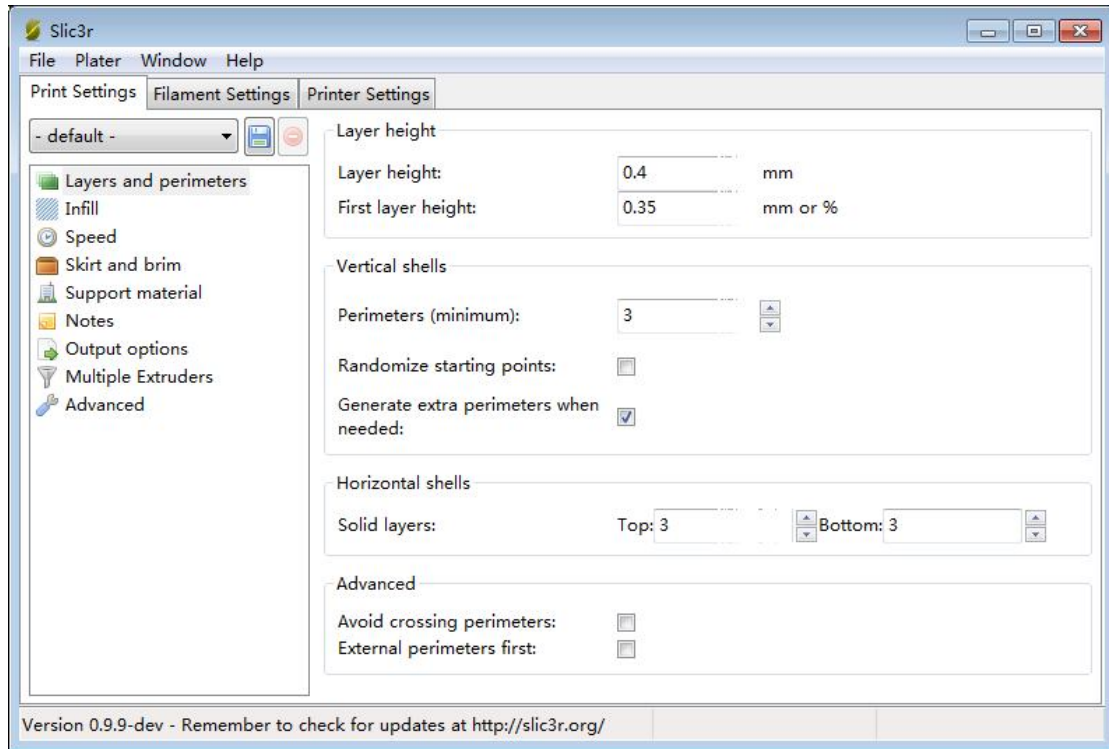 Slic3r
File Plater Window Help
Print Settings Filament Settings Printer Settings
- default -
Layers and perimeters
Infill
Speed
Skirt and brim
Support material
Notes
Output options
Multiple Extruders
Advanced
Layer height
Layer height: 0.4 mm
First layer height: 0.35 mm or %
Vertical shells
Perimeters (minimum): 3
Randomize starting points:
Generate extra perimeters when
needed:
Horizontal shells
Solid layers: Top: 3 Bottom: 3
Advanced
Avoid crossing perimeters:
External perimeters first:
Version 0.9.9-dev - Remember to check for updates at http://slic3r.org/